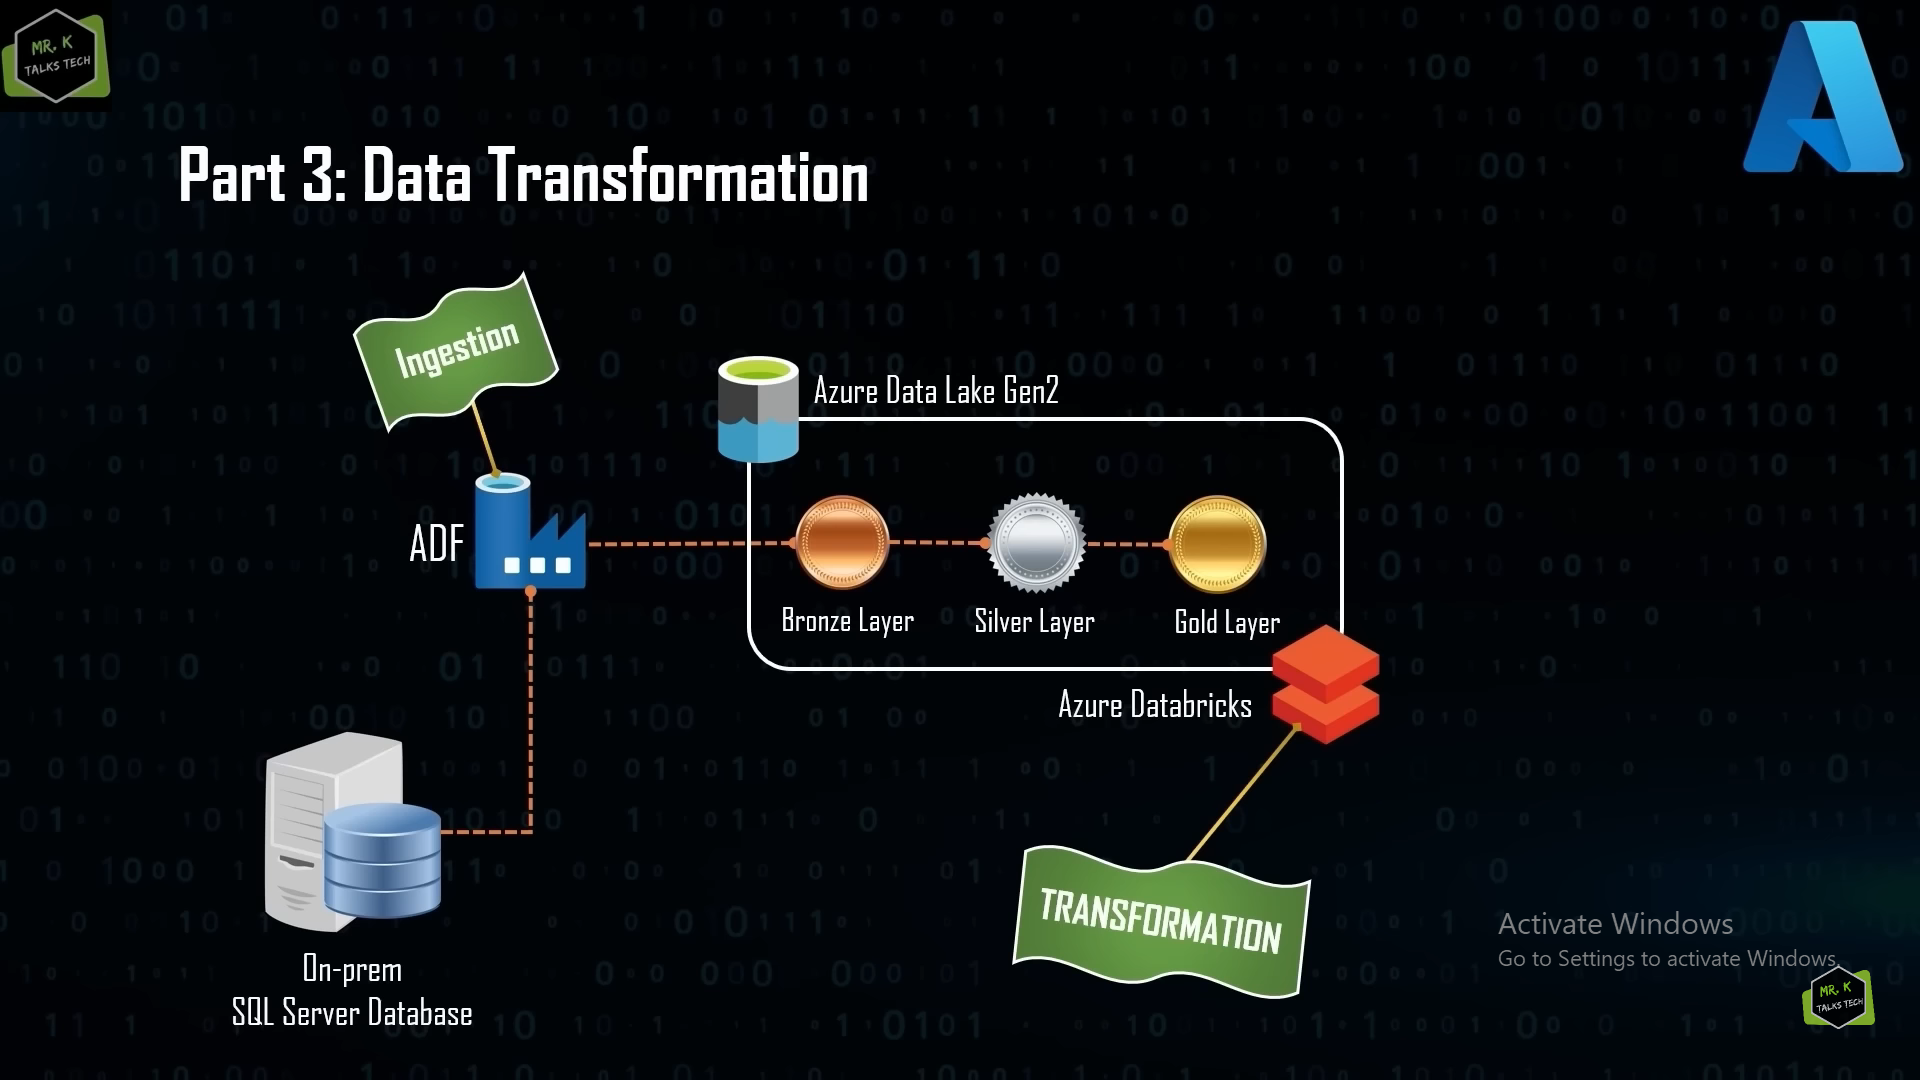 MR. K
TALKS TECH
Part 3: Data Transformation
Ingestion
Azure Data Lake Gen2
ADF
Bronze Layer
Silver Layer
Gold Layer
Azure Databricks
TRANSFORMATION
On-prem
SQL Server Database
Activate Windows
Go to Settings to activate Windows.
MR. K
TALKS TECH